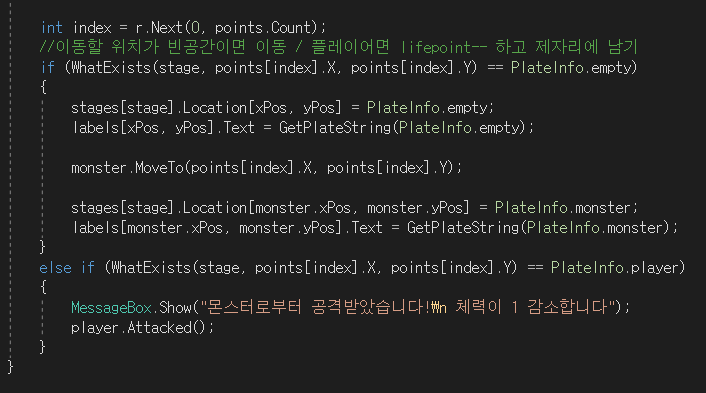 int index = r.Next(0, points.Count);
//이동할 위치가 빈공간이면 이동 / 플레이어면 lifepoint-- 하고 제자리에 남기
if (WhatExists(stage, points[index].X, points[index].Y) == PlateInfo.empty)
{
stages[stage].Location[xPos, yPos] = PlateInfo.empty;
labels[xPos, yPos].Text = GetPlateString(PlateInfo.empty);
monster.MoveTo(points[index].X, points[index].Y);
stages[stage].Location[monster.xPos, monster.yPos] = PlateInfo.monster;
labels[monster.xPos, monster.yPos].Text = GetPlateString(PlateInfo.monster);
}
else if (WhatExists(stage, points[index].X, points[index].Y) == PlateInfo.player)
{
MessageBox.Show("몬스터로부터 공격받았습니다!₩n 체력이 1 감소합니다");
player.Attacked();
}
}